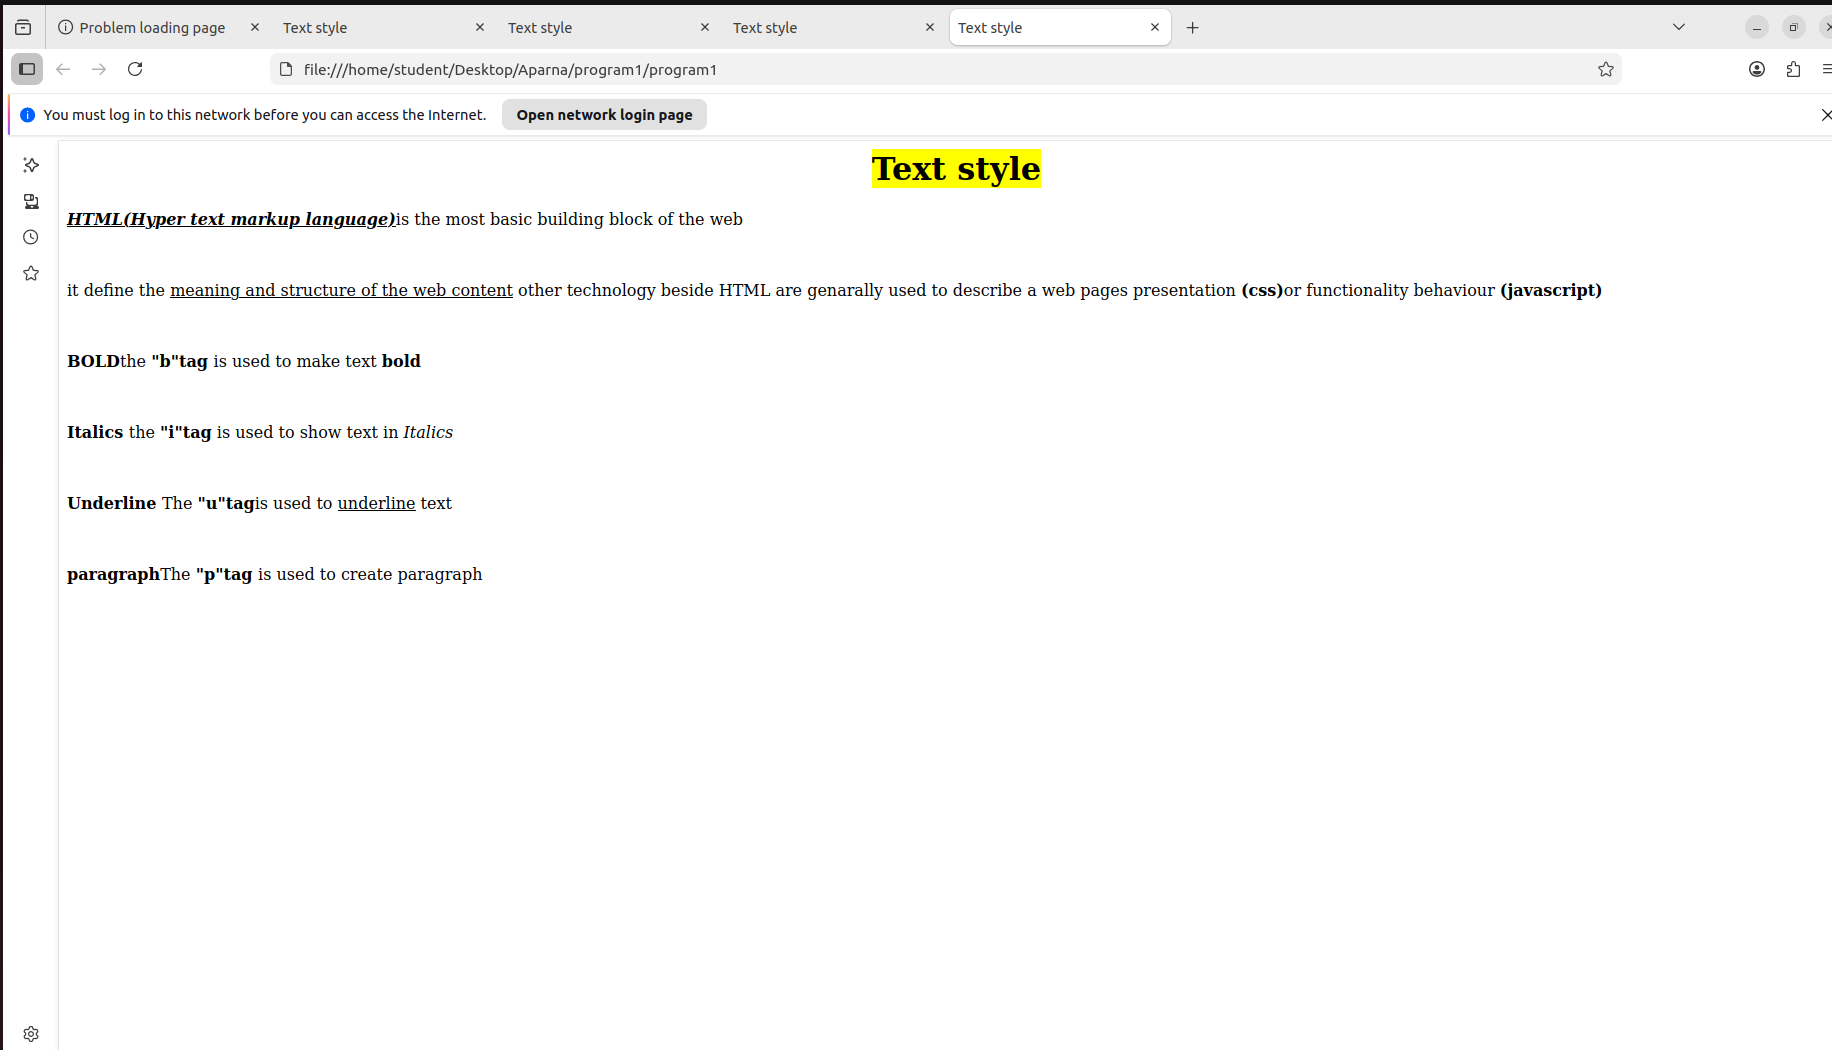 Problem loading page
Text style
Text style
Text style
Text style
file:///home/student/Desktop/Aparna/program1/program1
You must log in to this network before you can access the Internet. Open network login page
Text style
HTML(Hyper text markup language)is the most basic building block of the web
it define the meaning and structure of the web content other technology beside HTML are genarally used to describe a web pages presentation (css)or functionality behaviour (javascript)
BOLDthe "b"tag is used to make text bold
Italics the "i"tag is used to show text in Italics
Underline The "u"tagis used to underline text
paragraphThe "p"tag is used to create paragraph